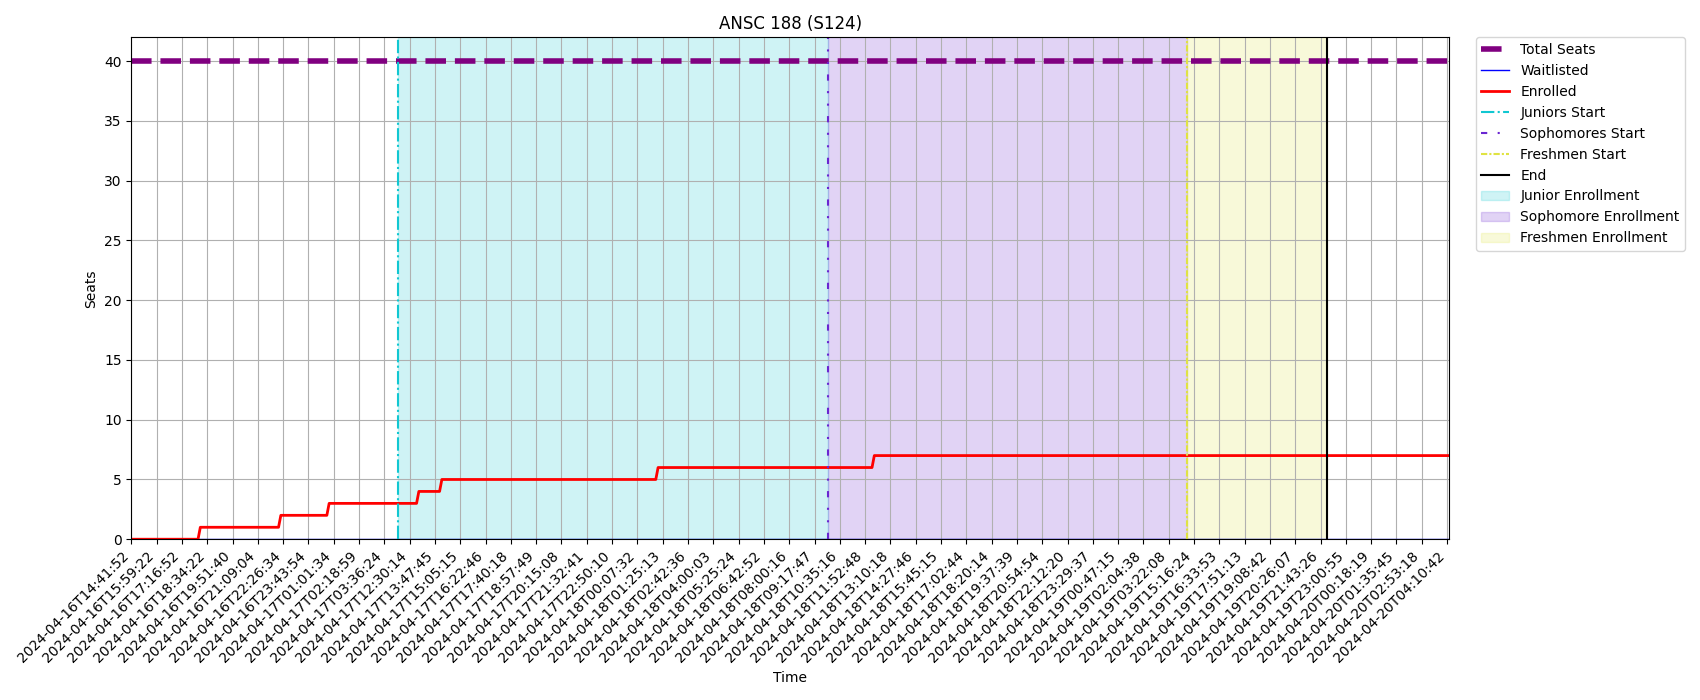 ANSC 188 (S124)
Total Seats
Waitlisted
Enrolled
Juniors Start
Sophomores Start
Freshmen Start
End
Junior Enrollment
Sophomore Enrollment
Freshmen Enrollment
Seats
40
35
30
25
20
15
10
5
0
2024-04-16T14:41:52
2024-04-16T15:59:22
2024-04-16T17:16:52
2024-04-16T18:34:22
2024-04-16T19:51:40
2024-04-16T21:09:04
2024-04-16T22:26:34
2024-04-16T23:43:54
2024-04-17T01:01:34
2024-04-17T02:18:59
2024-04-17T03:36:24
2024-04-17T12:30:14
2024-04-17T13:47:45
2024-04-17T15:05:15
2024-04-17T16:22:46
2024-04-17T17:40:18
2024-04-17T18:57:49
2024-04-17T20:15:08
2024-04-17T21:32:41
2024-04-17T22:50:10
2024-04-18T00:07:32
2024-04-18T01:25:13
2024-04-18T02:42:36
2024-04-18T04:00:03
2024-04-18T05:25:24
2024-04-18T06:42:52
2024-04-18T08:00:16
2024-04-18T09:17:47
2024-04-18T10:35:16
2024-04-18T11:52:48
2024-04-18T13:10:18
2024-04-18T14:27:46
2024-04-18T15:45:15
2024-04-18T17:02:44
2024-04-18T18:20:14
2024-04-18T19:37:39
2024-04-18T20:54:54
2024-04-18T22:12:20
2024-04-18T23:29:37
2024-04-19T00:47:15
2024-04-19T02:04:38
2024-04-19T03:22:08
2024-04-19T15:16:24
2024-04-19T16:33:53
2024-04-19T17:51:13
2024-04-19T19:08:42
2024-04-19T20:26:07
2024-04-19T21:43:26
2024-04-19T23:00:55
2024-04-20T00:18:19
2024-04-20T01:35:45
2024-04-20T02:53:18
2024-04-20T04:10:42
Time